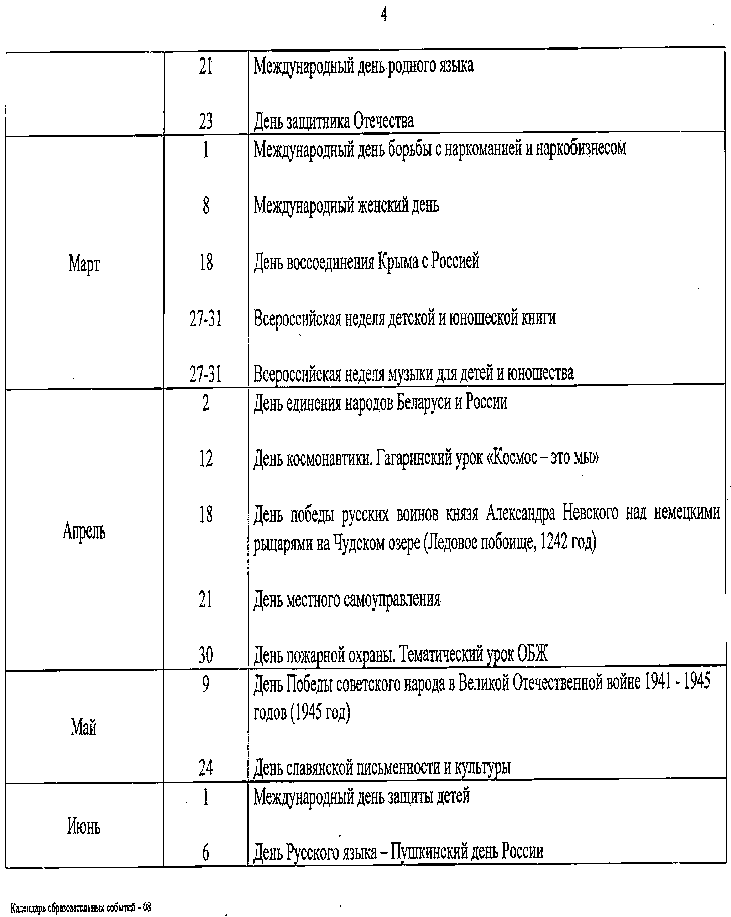 4
21 Международный день родного языка
23 День защитника Отечества
1 Международный день борьбы с наркоманией и наркобизнесом
8 Международный женский день
Март 18 День воссоединения Крыма с Россией
27-31 Всероссийская неделя детской и юношеской книги
27-31 Всероссийская неделя музыки для детей и юношества
2 День единения народов Беларуси и России
12 День космонавтики. Гагаринский урок «Космос – это мы»
18 День победы русских воинов князя Александра Невского над немецкими
Апрель рыцарями на Чудском озере (Ледовое побоище, 1242 год)
21 День местного самоуправления
30 День пожарной охраны. Тематический урок ОБЖ
9 День Победы советского народа в Великой Отечественной войне 1941 - 1945
годов (1945 год)
Май
24 День славянской письменности и культуры
1 Международный день защиты детей
Июнь
6 День Русского языка – Пушкинский день России
Календарь образовательных событий - 08